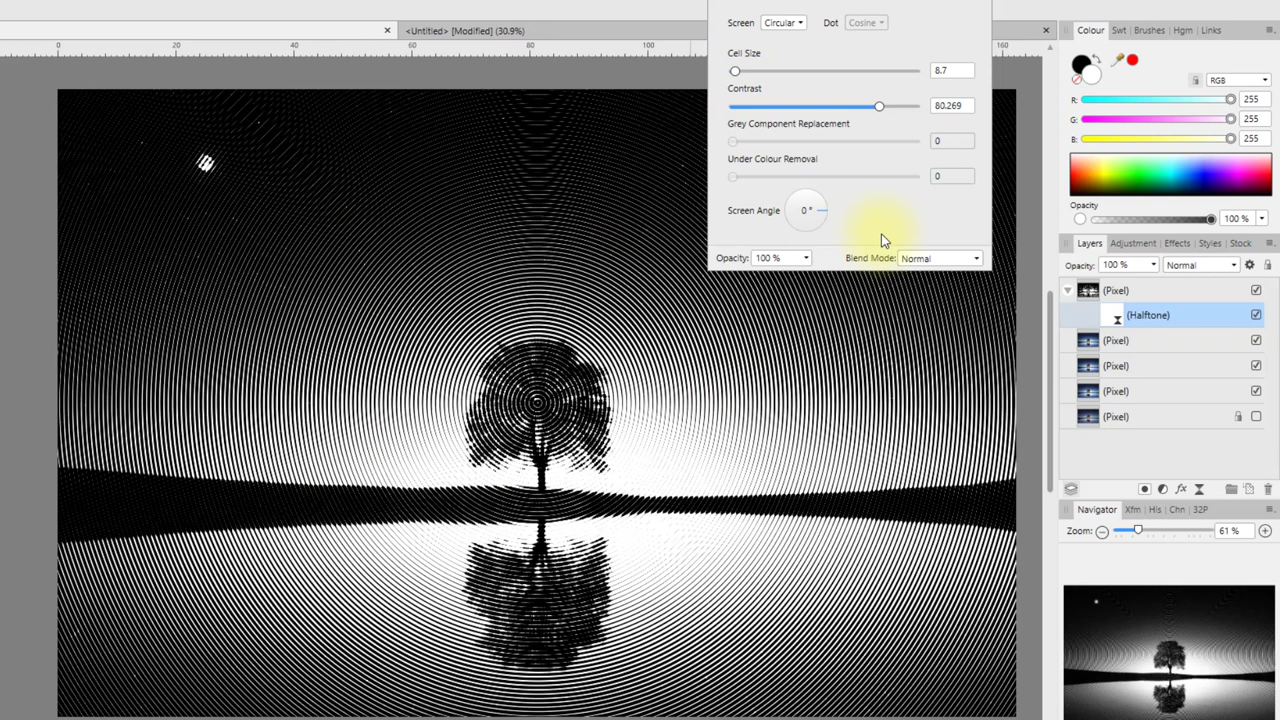 Screen Circular Dot Cosine
Colour Swt Brushes Hgm Links
<Untitled> [Modified] (30.9%)
0 20 40 60 80 100 160
Cell Size
8.7
RGB
Contrast
R: 255
80.269
G: 255
Grey Component Replacement
B: 255
0
Under Colour Removal
0
Opacity
Screen Angle 0 °
100 %
Layers Adjustment Effects Styles Stock
Opacity: 100 % Blend Mode: Normal
Opacity: 100 % Normal
(Pixel)
(Halftone)
(Pixel)
(Pixel)
(Pixel)
(Pixel)
fx
Navigator Xfm His Chn 32P
Zoom: 61 %